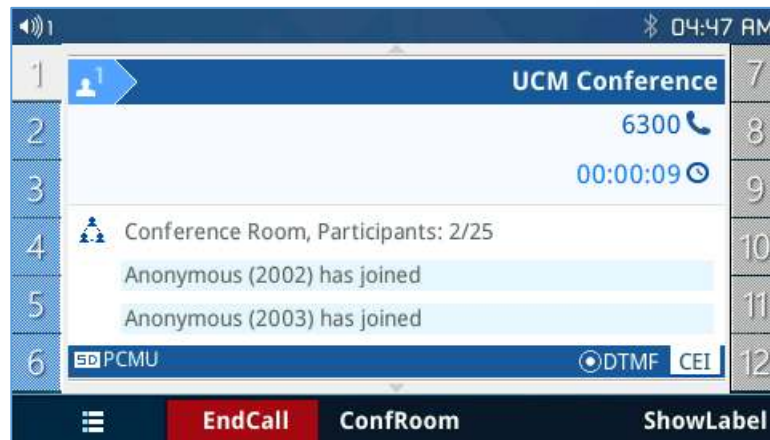 1 04:47 AM
1 1 UCM Conference 7
2 6300 8
3 00:00:09 9
4 Conference Room, Participants: 2/25 10
Anonymous (2002) has joined
5 Anonymous (2003) has joined 11
6 SD PCMU DTMF CEI 12
EndCall ConfRoom ShowLabel